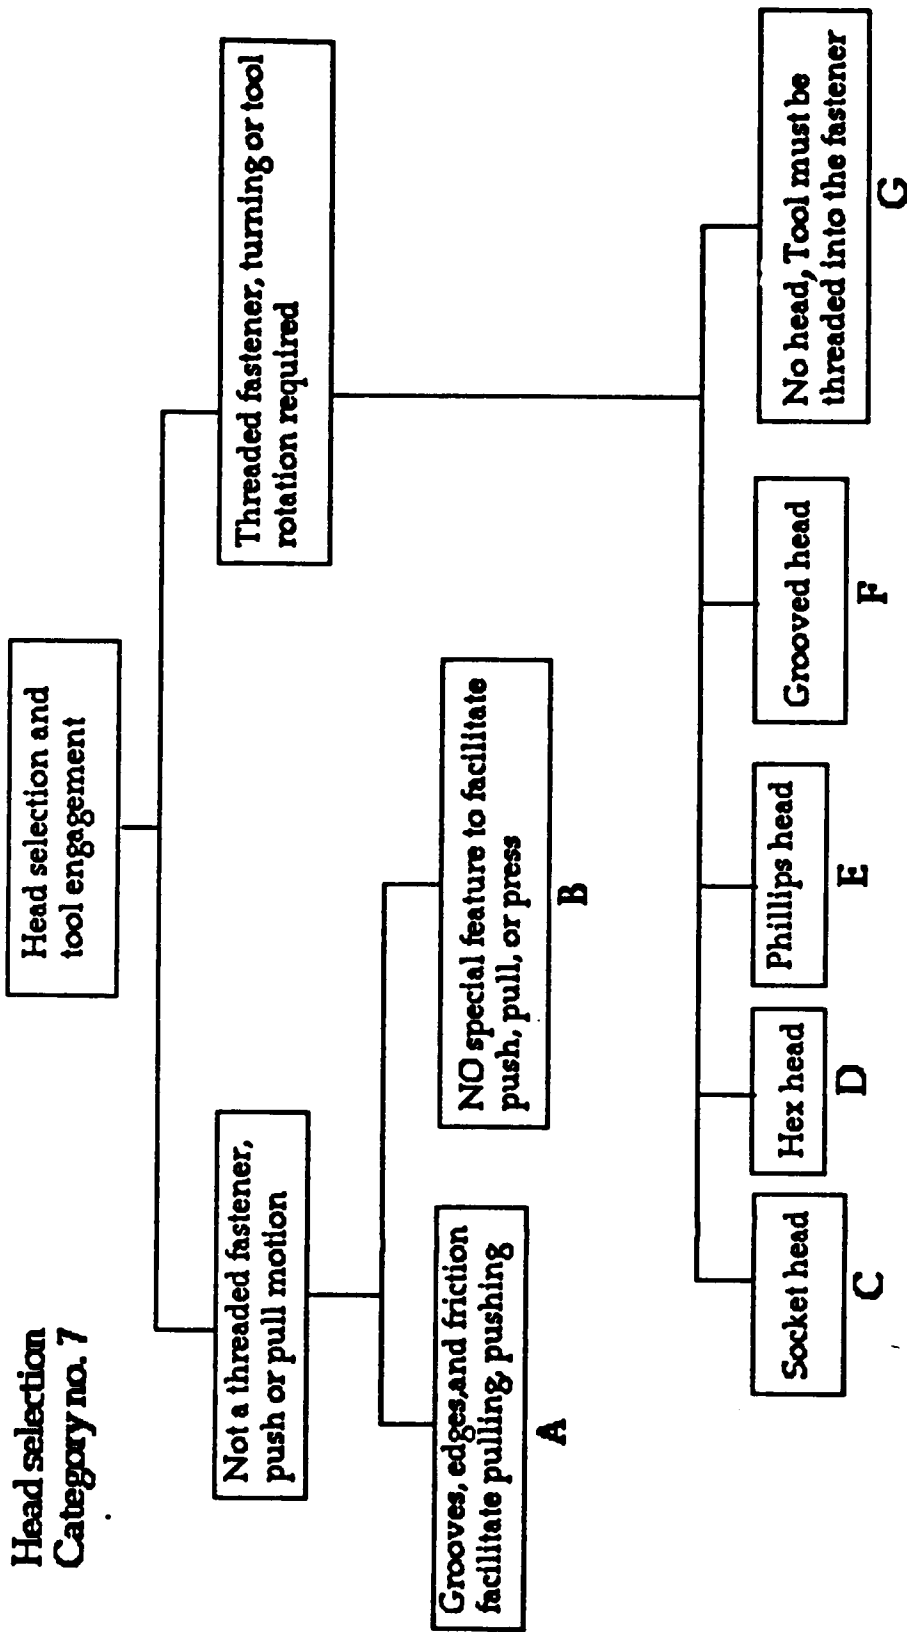 Head selection
Category no. 7
Head selection and
tool engagement
Not a threaded fastener,
push or pull motion
Threaded fastener, turning or tool
rotation required
Grooves, edges,and friction
facilitate pulling, pushing
A
NO special feature to facilitate
push, pull, or press
B
Socket head
C
Hex head
D
Phillips head
E
Grooved head
F
No head, Tool must be
threaded into the fastener
G